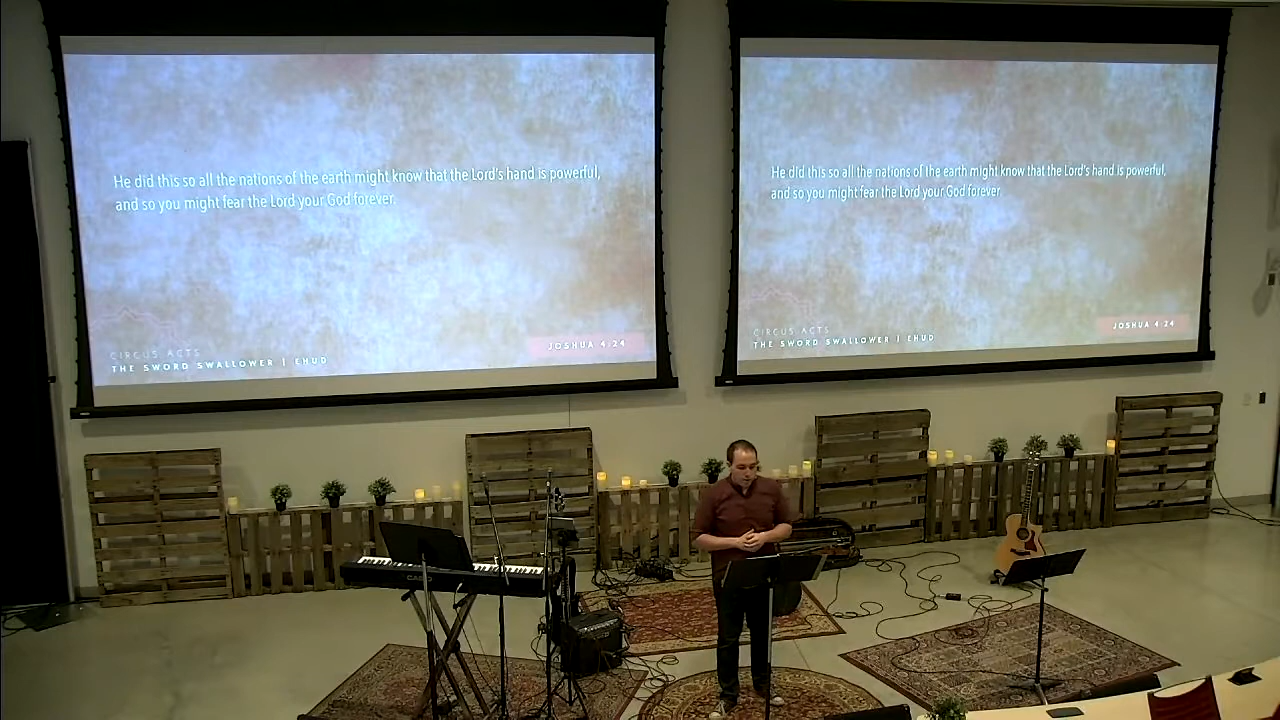 He did this so all the nations of the earth might know that the Lord's hand is powerful,
and so you might fear the Lord your God forever.
CIRCUS ACTS
THE SWORD SWALLOWER | EHUD
JOSHUA 4:24
He did this so all the nations of the earth might know that the Lord's hand is powerful,
and so you might fear the Lord your God forever.
CIRCUS ACTS
THE SWORD SWALLOWER | EHUD
JOSHUA 4:24
CASIO